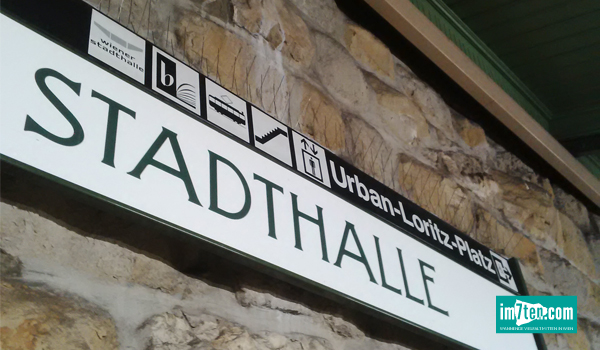 wiener
stadthalle
b
Urban-Loritz-Platz
STADTHALLE
im7ten.com